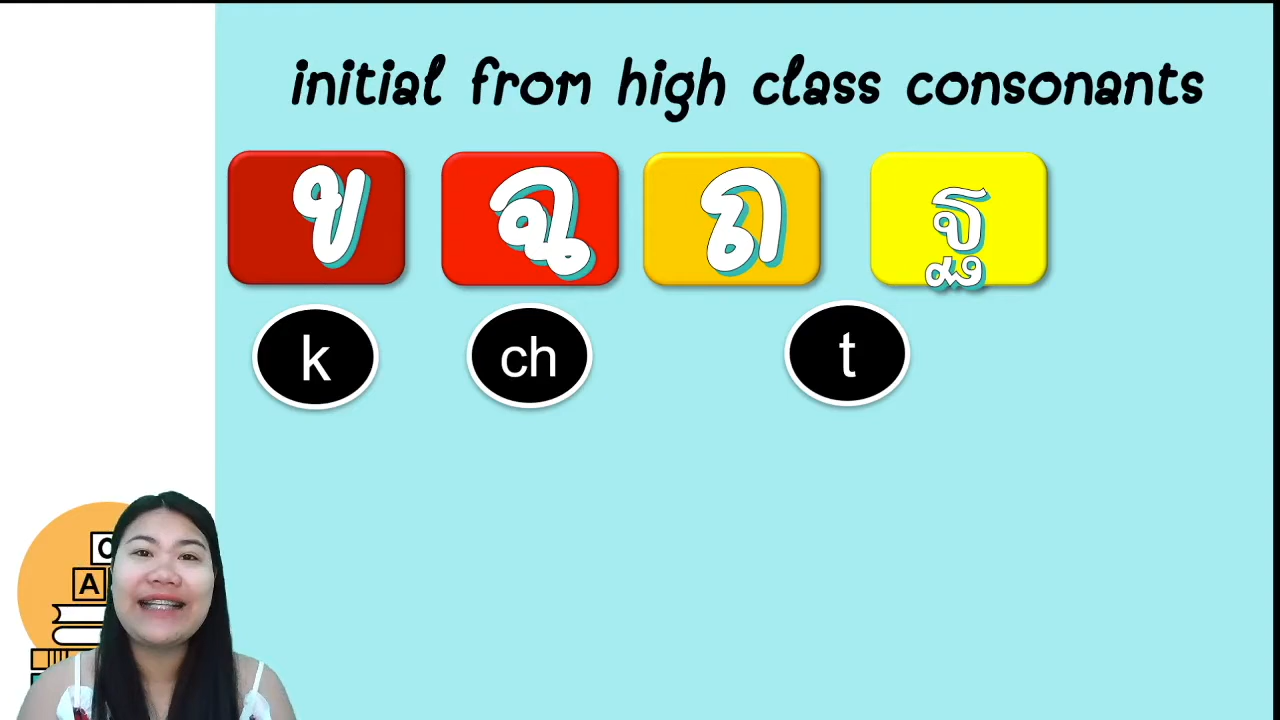 initial from high class consonants
ข ฉ ถ ฐ
k ch t
A